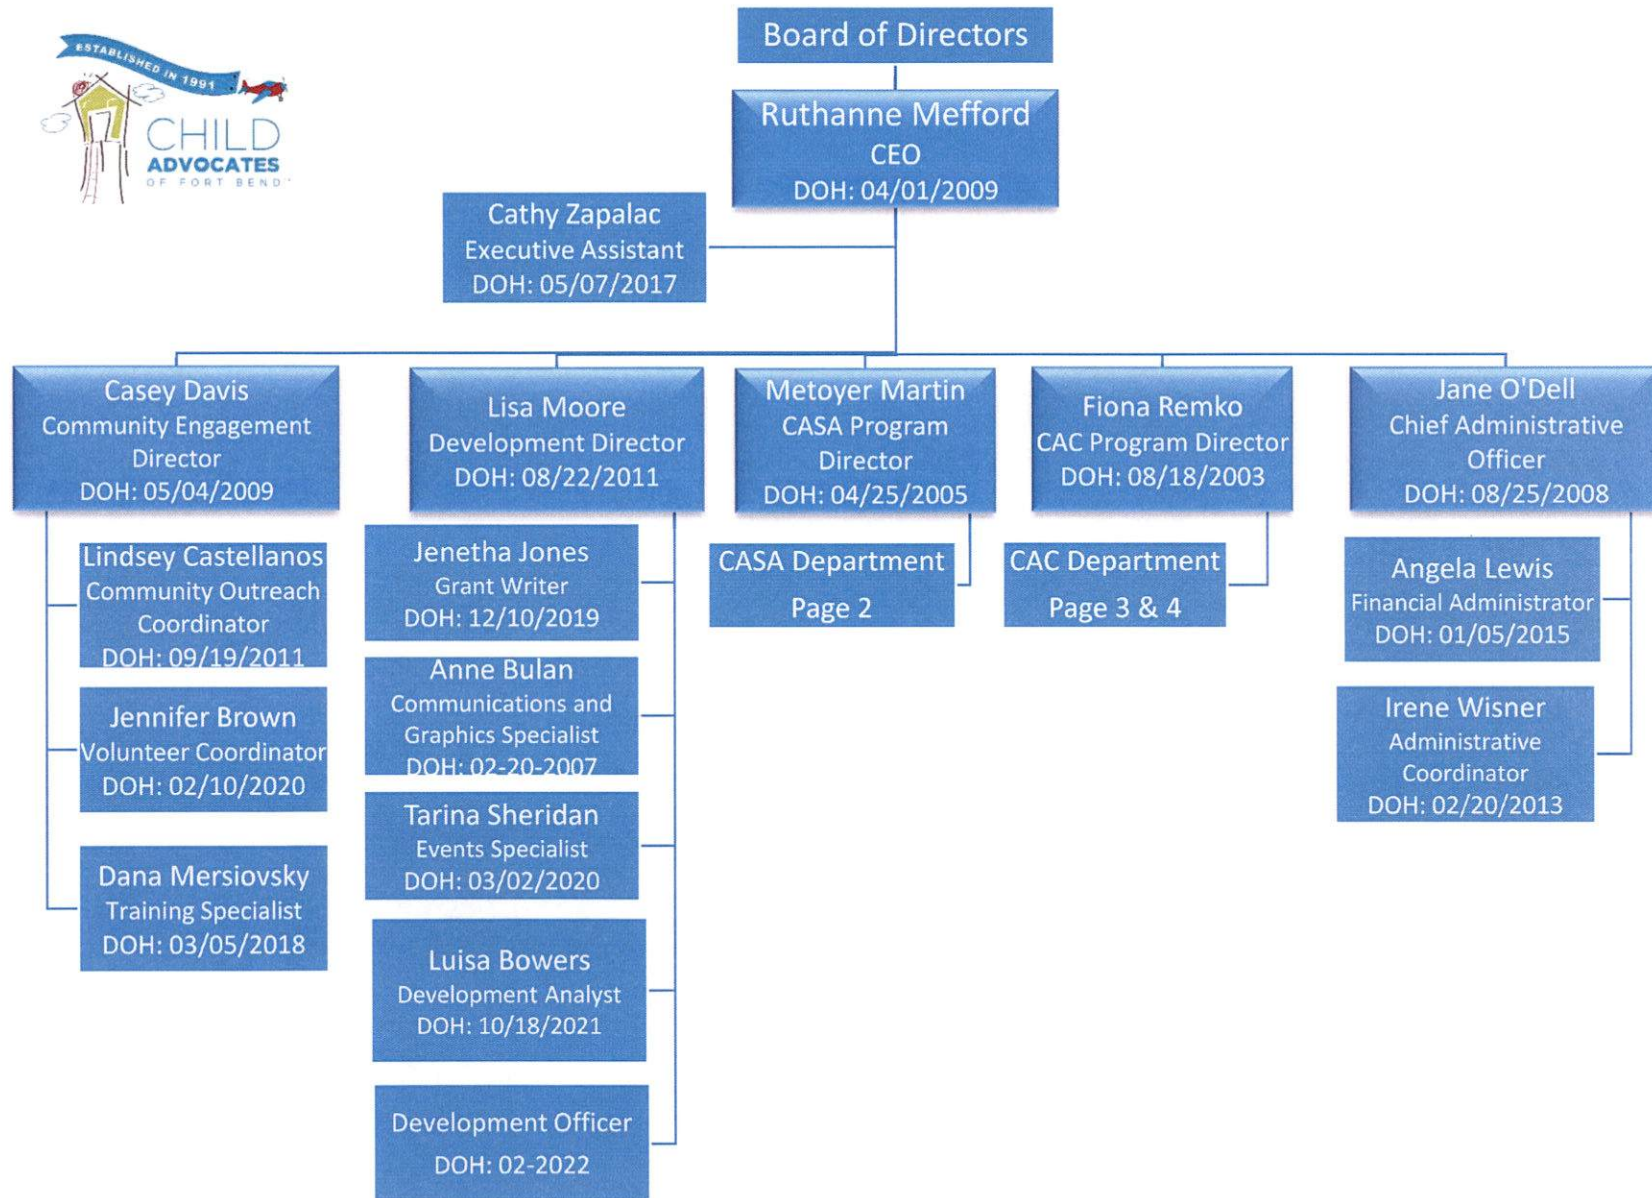 ESTABLISHED IN 1991
CHILD
ADVOCATES
OF FORT BEND
Board of Directors
Ruthanne Mefford
CEO
DOH: 04/01/2009
Cathy Zapalac
Executive Assistant
DOH: 05/07/2017
Casey Davis
Community Engagement
Director
DOH: 05/04/2009
Lindsey Castellanos
Community Outreach
Coordinator
DOH: 09/19/2011
Jennifer Brown
Volunteer Coordinator
DOH: 02/10/2020
Dana Mersiovsky
Training Specialist
DOH: 03/05/2018
Lisa Moore
Development Director
DOH: 08/22/2011
Jenetha Jones
Grant Writer
DOH: 12/10/2019
Anne Bulan
Communications and
Graphics Specialist
DOH: 02-20-2007
Tarina Sheridan
Events Specialist
DOH: 03/02/2020
Luisa Bowers
Development Analyst
DOH: 10/18/2021
Development Officer
DOH: 02-2022
Metoyer Martin
CASA Program
Director
DOH: 04/25/2005
CASA Department
Page 2
Fiona Remko
CAC Program Director
DOH: 08/18/2003
CAC Department
Page 3 & 4
Jane O'Dell
Chief Administrative
Officer
DOH: 08/25/2008
Angela Lewis
Financial Administrator
DOH: 01/05/2015
Irene Wisner
Administrative
Coordinator
DOH: 02/20/2013